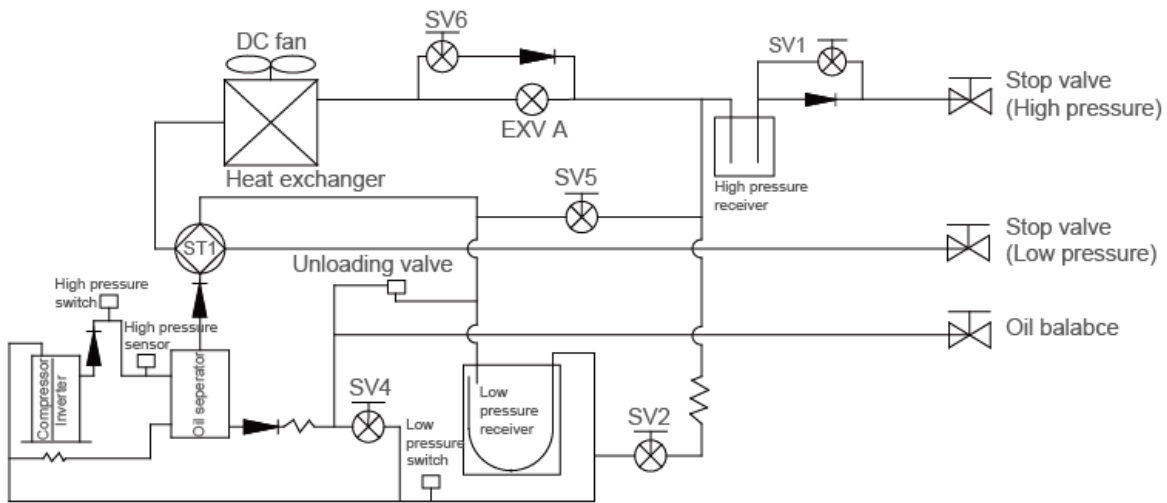 SV6
DC fan
SV1
Stop valve
(High pressure)
EXV A
Heat exchanger
High pressure
receiver
SV5
ST1
Stop valve
(Low pressure)
Unloading valve
High pressure
switch
High pressure
sensor
Oil balabce
Compressor
Inverter
Oil seperator
SV4
Low
pressure
receiver
Low
pressure
switch
SV2